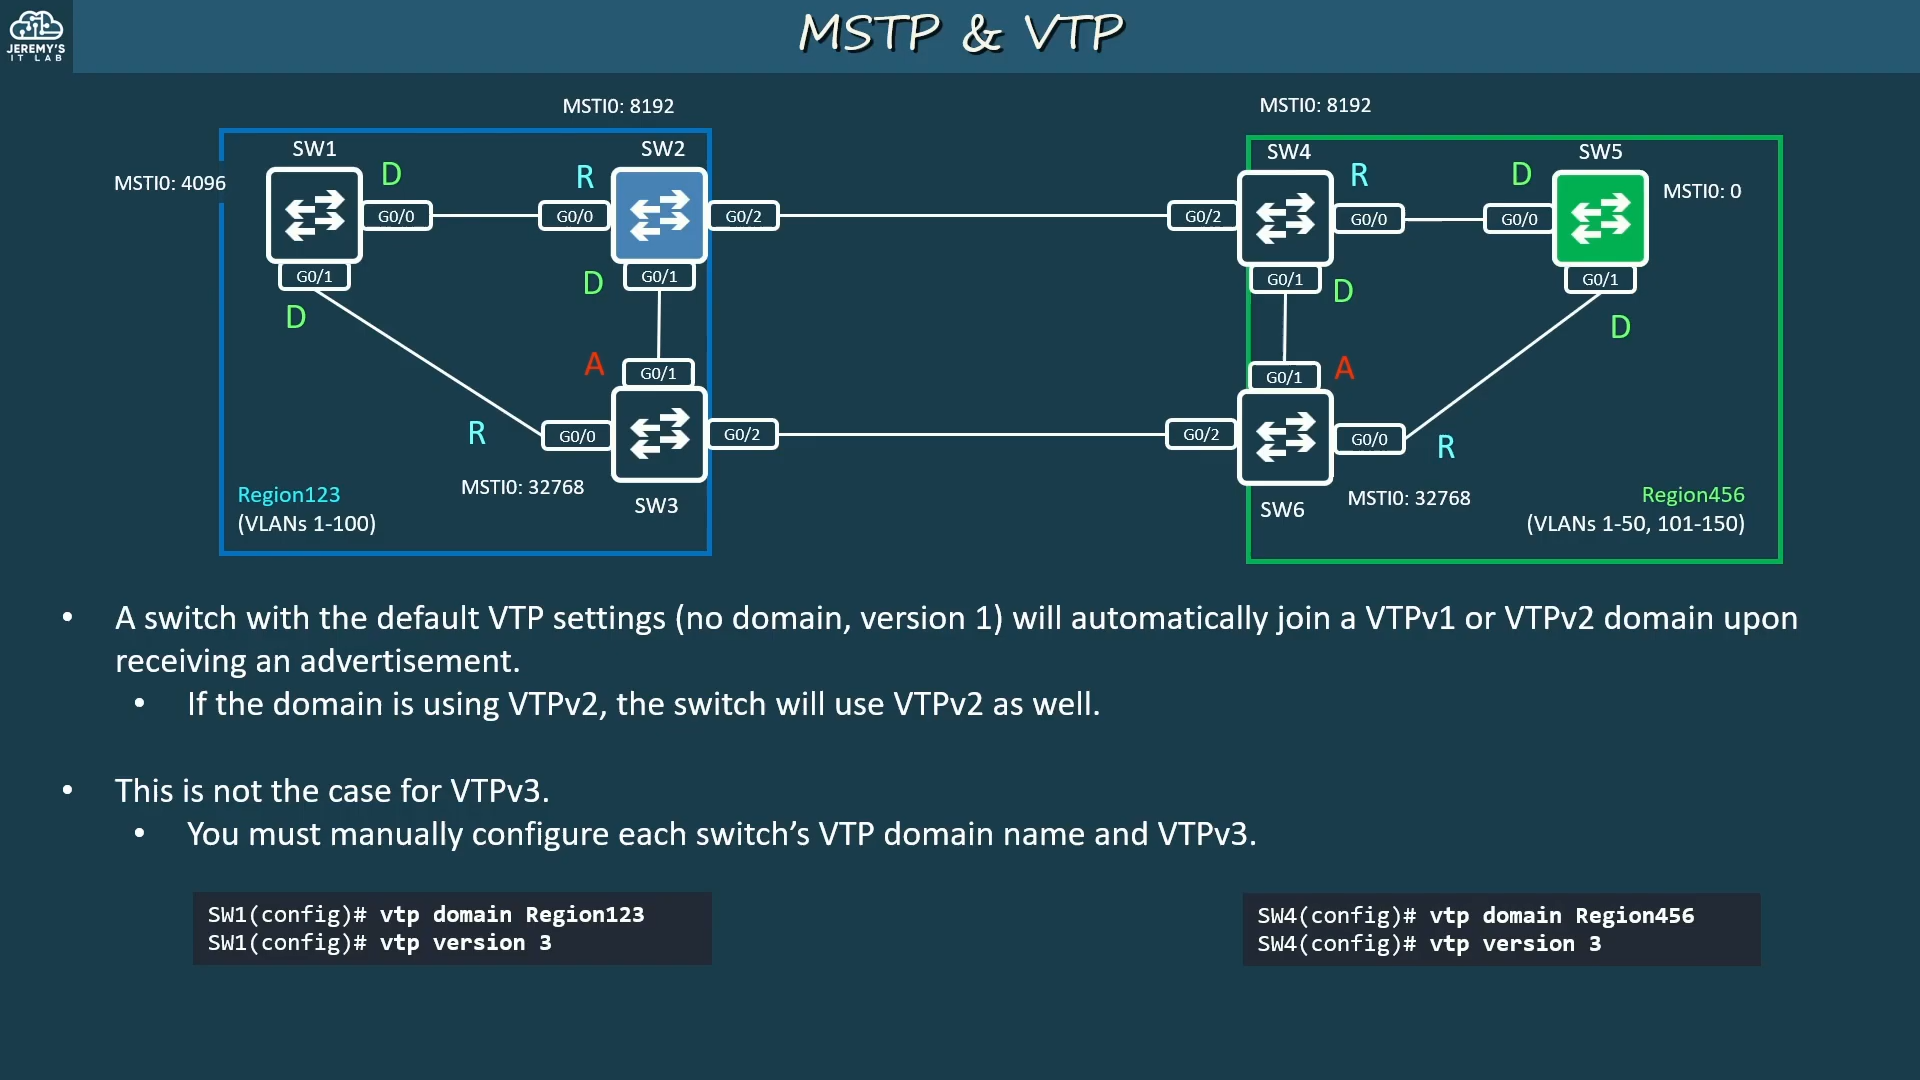 JEREMY'S
IT LAB
MSTP & VTP
MSTI0: 8192
MSTI0: 8192
SW1
SW2
SW4
SW5
MSTI0: 4096
D
R
R
D
MSTI0: 0
G0/0
G0/0
G0/2
G0/2
G0/0
G0/0
G0/1
D
G0/1
G0/1
D
G0/1
D
D
A
G0/1
G0/1
A
R
G0/0
G0/2
G0/2
G0/0
R
MSTI0: 32768
SW3
SW6
MSTI0: 32768
Region123
(VLANs 1-100)
Region456
(VLANs 1-50, 101-150)
• A switch with the default VTP settings (no domain, version 1) will automatically join a VTPv1 or VTPv2 domain upon
receiving an advertisement.
• If the domain is using VTPv2, the switch will use VTPv2 as well.
• This is not the case for VTPv3.
• You must manually configure each switch’s VTP domain name and VTPv3.
SW1(config)# vtp domain Region123
SW1(config)# vtp version 3
SW4(config)# vtp domain Region456
SW4(config)# vtp version 3